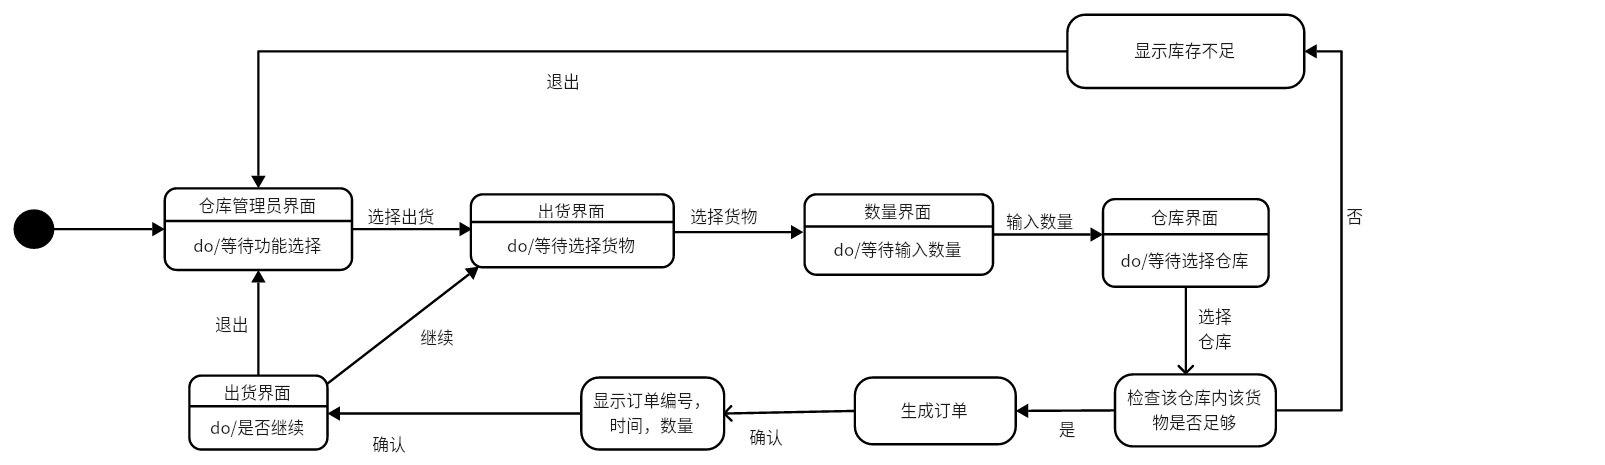 显示库存不足
退出
否
仓库管理员界面
do/等待功能选择
选择出货
出货界面
do/等待选择货物
选择货物
数量界面
do/等待输入数量
输入数量
仓库界面
do/等待选择仓库
退出
继续
选择
仓库
出货界面
do/是否继续
确认
显示订单编号，
时间，数量
确认
生成订单
是
检查该仓库内该货
物是否足够